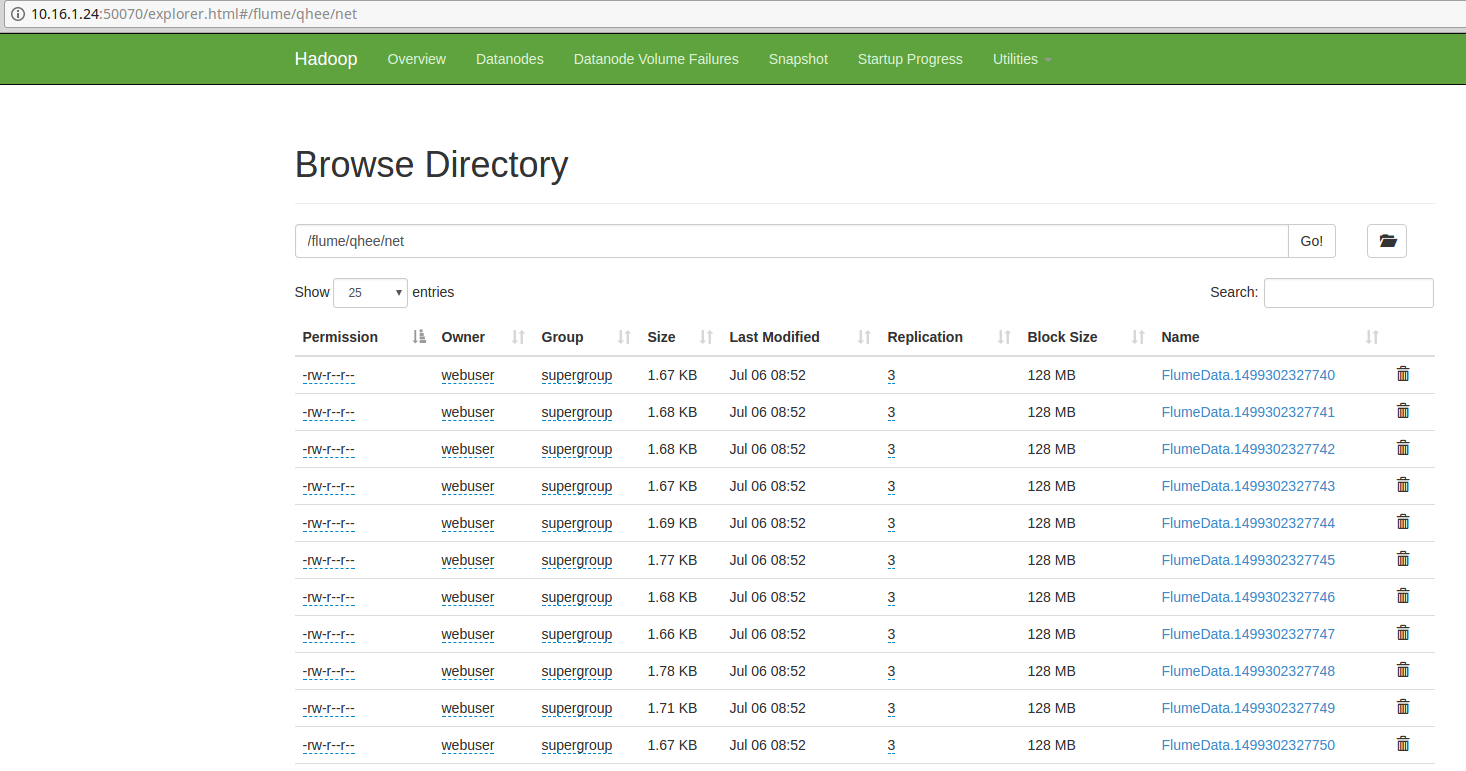 10.16.1.24:50070/explorer.html#/flume/qhee/net
Hadoop Overview Datanodes Datanode Volume Failures Snapshot Startup Progress Utilities
Browse Directory
/flume/qhee/net Go!
Show 25 entries Search:
Permission Owner Group Size Last Modified Replication Block Size Name
-rw-r--r-- webuser supergroup 1.67 KB Jul 06 08:52 3 128 MB FlumeData.1499302327740
-rw-r--r-- webuser supergroup 1.68 KB Jul 06 08:52 3 128 MB FlumeData.1499302327741
-rw-r--r-- webuser supergroup 1.68 KB Jul 06 08:52 3 128 MB FlumeData.1499302327742
-rw-r--r-- webuser supergroup 1.67 KB Jul 06 08:52 3 128 MB FlumeData.1499302327743
-rw-r--r-- webuser supergroup 1.69 KB Jul 06 08:52 3 128 MB FlumeData.1499302327744
-rw-r--r-- webuser supergroup 1.77 KB Jul 06 08:52 3 128 MB FlumeData.1499302327745
-rw-r--r-- webuser supergroup 1.68 KB Jul 06 08:52 3 128 MB FlumeData.1499302327746
-rw-r--r-- webuser supergroup 1.66 KB Jul 06 08:52 3 128 MB FlumeData.1499302327747
-rw-r--r-- webuser supergroup 1.78 KB Jul 06 08:52 3 128 MB FlumeData.1499302327748
-rw-r--r-- webuser supergroup 1.71 KB Jul 06 08:52 3 128 MB FlumeData.1499302327749
-rw-r--r-- webuser supergroup 1.67 KB Jul 06 08:52 3 128 MB FlumeData.1499302327750